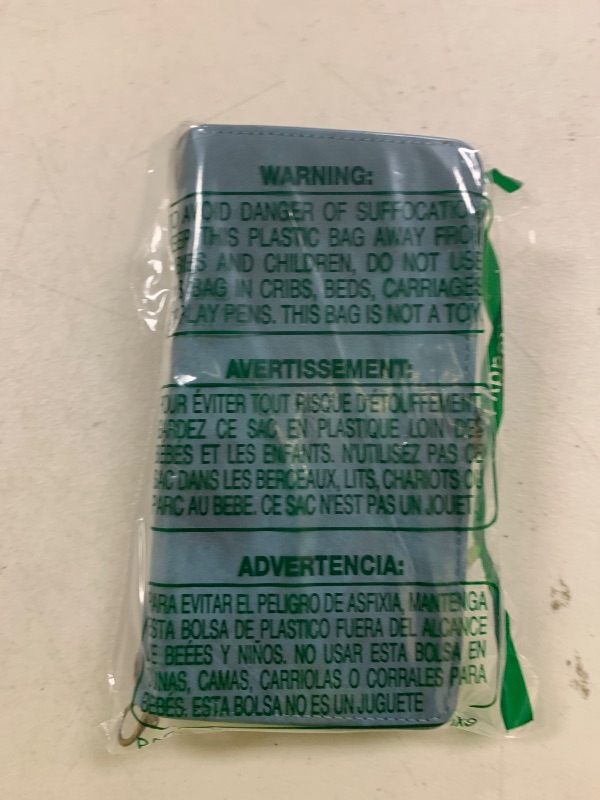 WARNING:
AVOID DANGER OF SUFFOCATION
THIS PLASTIC BAG AWAY FROM
AND CHILDREN, DO NOT USE
BAG IN CRIBS, BEDS, CARRIAGES
PLAY PENS. THIS BAG IS NOT A TOY.
AVERTISSEMENT:
POUR ÉVITER TOUT RISQUE D'ÉTOUFFEMENT,
GARDEZ CE SAC EN PLASTIQUE LOIN DES
BEBES ET LES ENFANTS. N'UTILISEZ PAS CE
SAC DANS LES BERCEAUX, LITS, CHARIOTS OU
PARC AU BEBE. CE SAC N'EST PAS UN JOUET.
ADVERTENCIA:
PARA EVITAR EL PELIGRO DE ASFIXIA, MANTENGA
ESTA BOLSA DE PLASTICO FUERA DEL ALCANCE
DE BEÉES Y NIÑOS. NO USAR ESTA BOLSA EN
CUNAS, CAMAS, CARRIOLAS O CORRALES PARA
BEBES. ESTA BOLSA NO ES UN JUGUETE